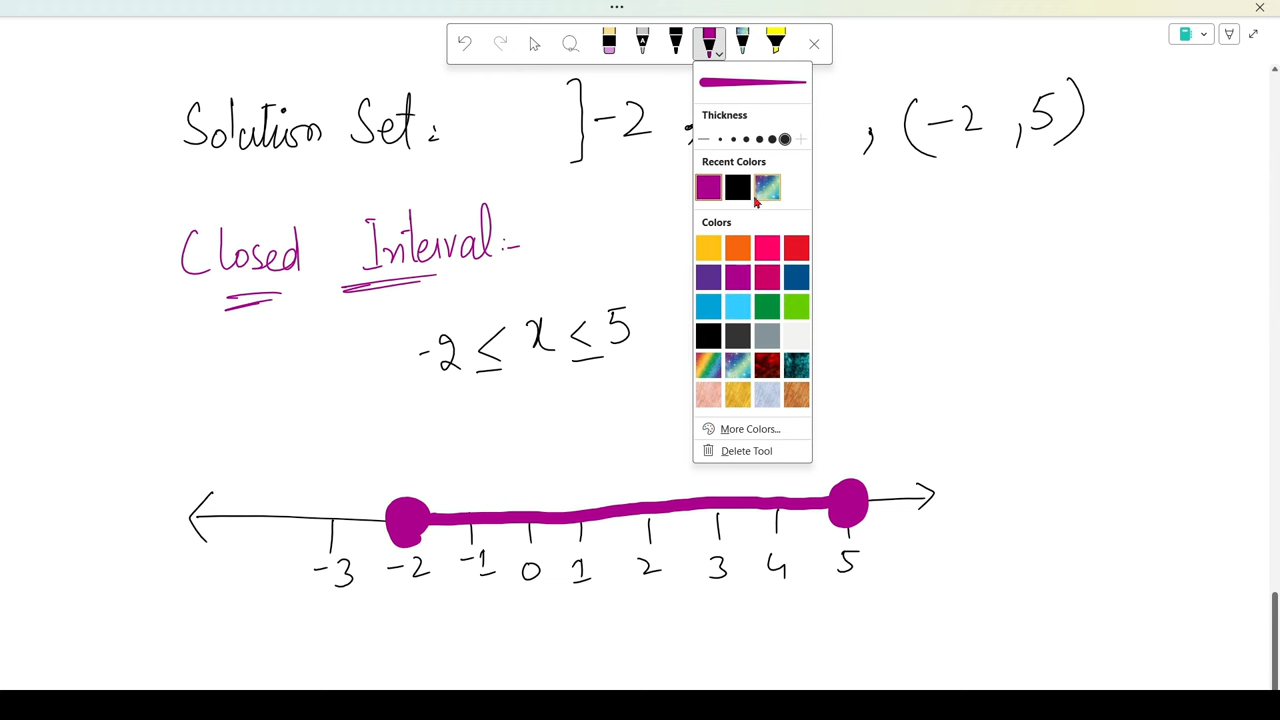 Solution Set: ]-2 , , (-2 ,5)
Thickness
Recent Colors
Colors
More Colors...
Delete Tool
Closed Interval:-
-2 ≤ x ≤ 5
-3 -2 -1 0 1 2 3 4 5